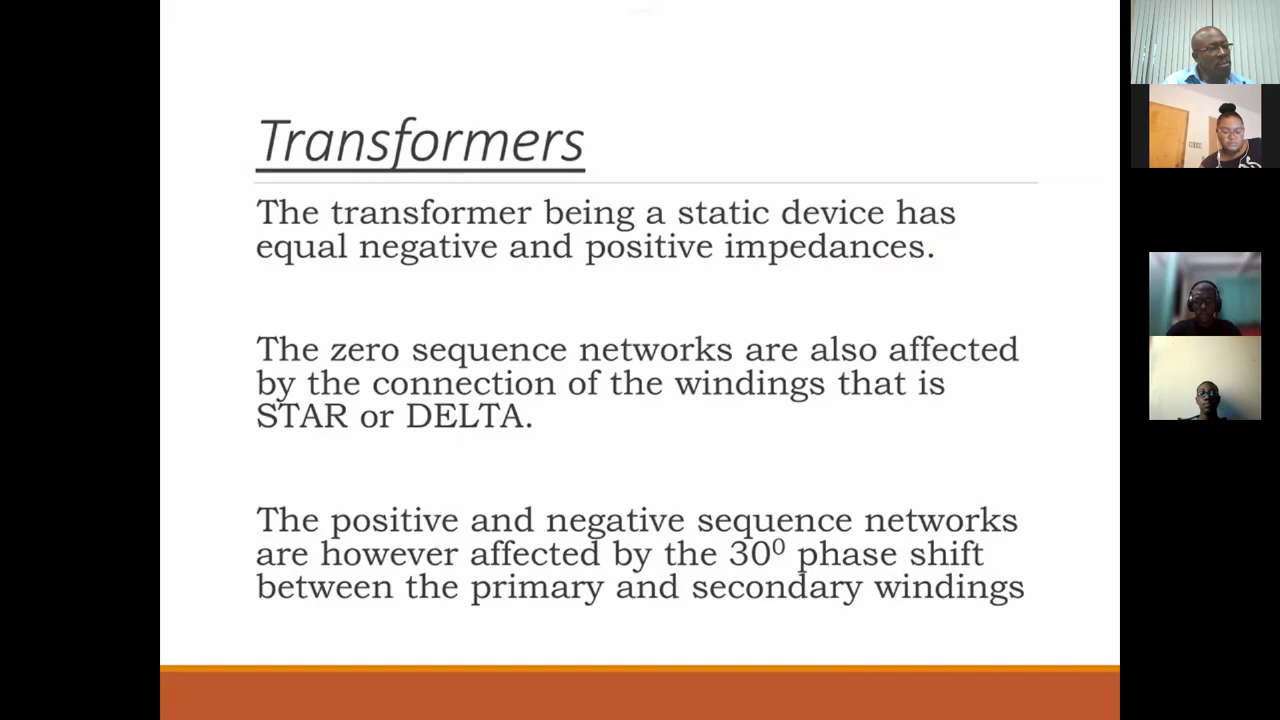 Transformers
The transformer being a static device has
equal negative and positive impedances.
The zero sequence networks are also affected
by the connection of the windings that is
STAR or DELTA.
The positive and negative sequence networks
are however affected by the 30⁰ phase shift
between the primary and secondary windings